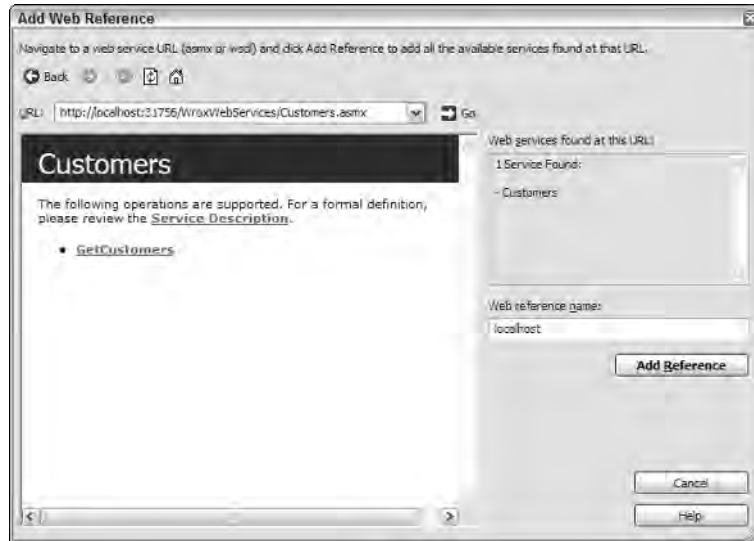 Add Web Reference
Navigate to a web service URL (asmx or wsdl) and click Add Reference to add all the available services found at that URL.
Back
URL: http://localhost:31756/WroxWebServices/Customers.asmx Go
Customers
The following operations are supported. For a formal definition,
please review the Service Description.
• GetCustomers
Web services found at this URL:
1 Service Found:
- Customers
Web reference name:
localhost
Add Reference
Cancel
Help